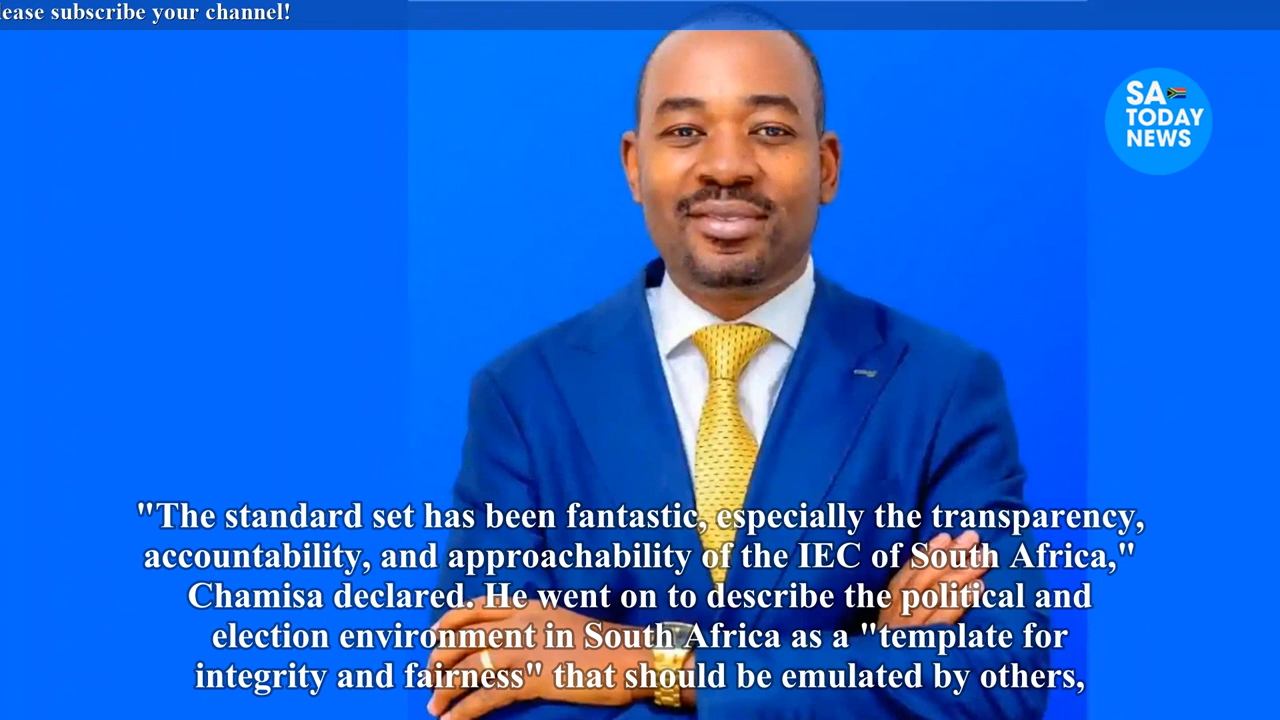 lease subscribe your channel!
SA
TODAY
NEWS
"The standard set has been fantastic, especially the transparency,
accountability, and approachability of the IEC of South Africa,"
Chamisa declared. He went on to describe the political and
election environment in South Africa as a "template for
integrity and fairness" that should be emulated by others,